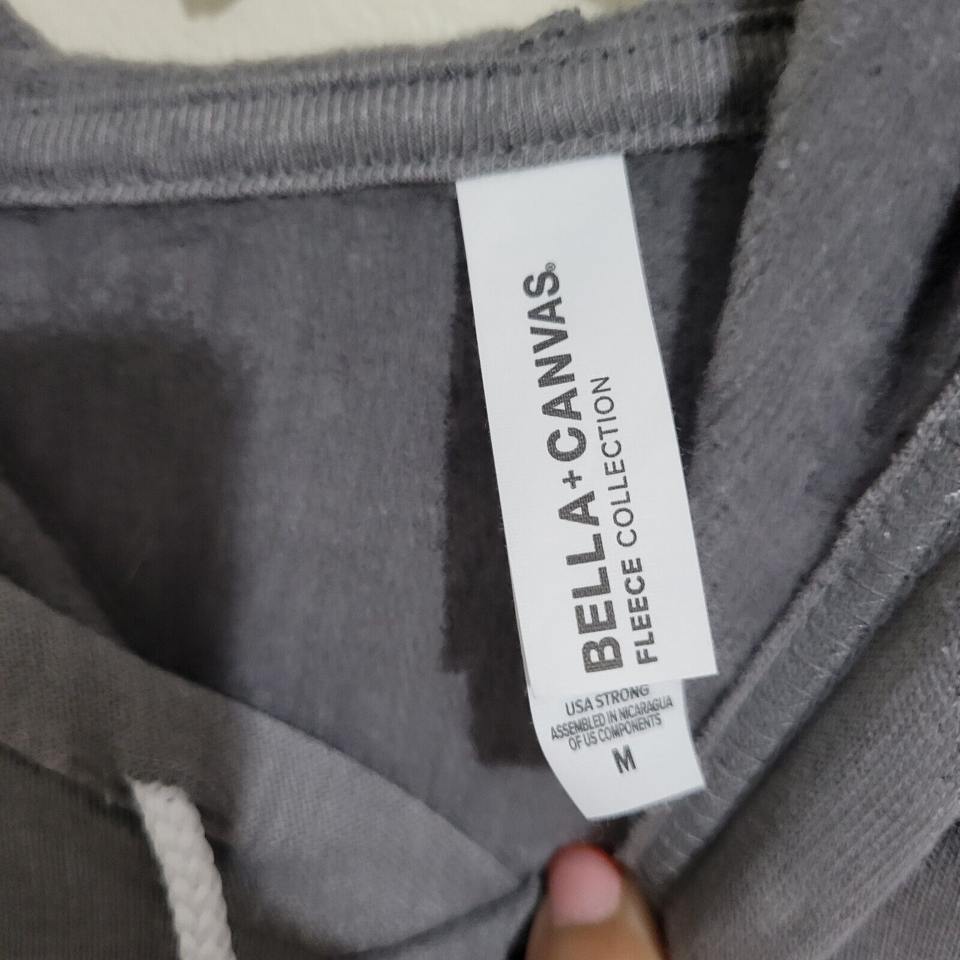 BELLA+CANVAS®
FLEECE COLLECTION
USA STRONG
ASSEMBLED IN NICARAGUA
OF US COMPONENTS
M